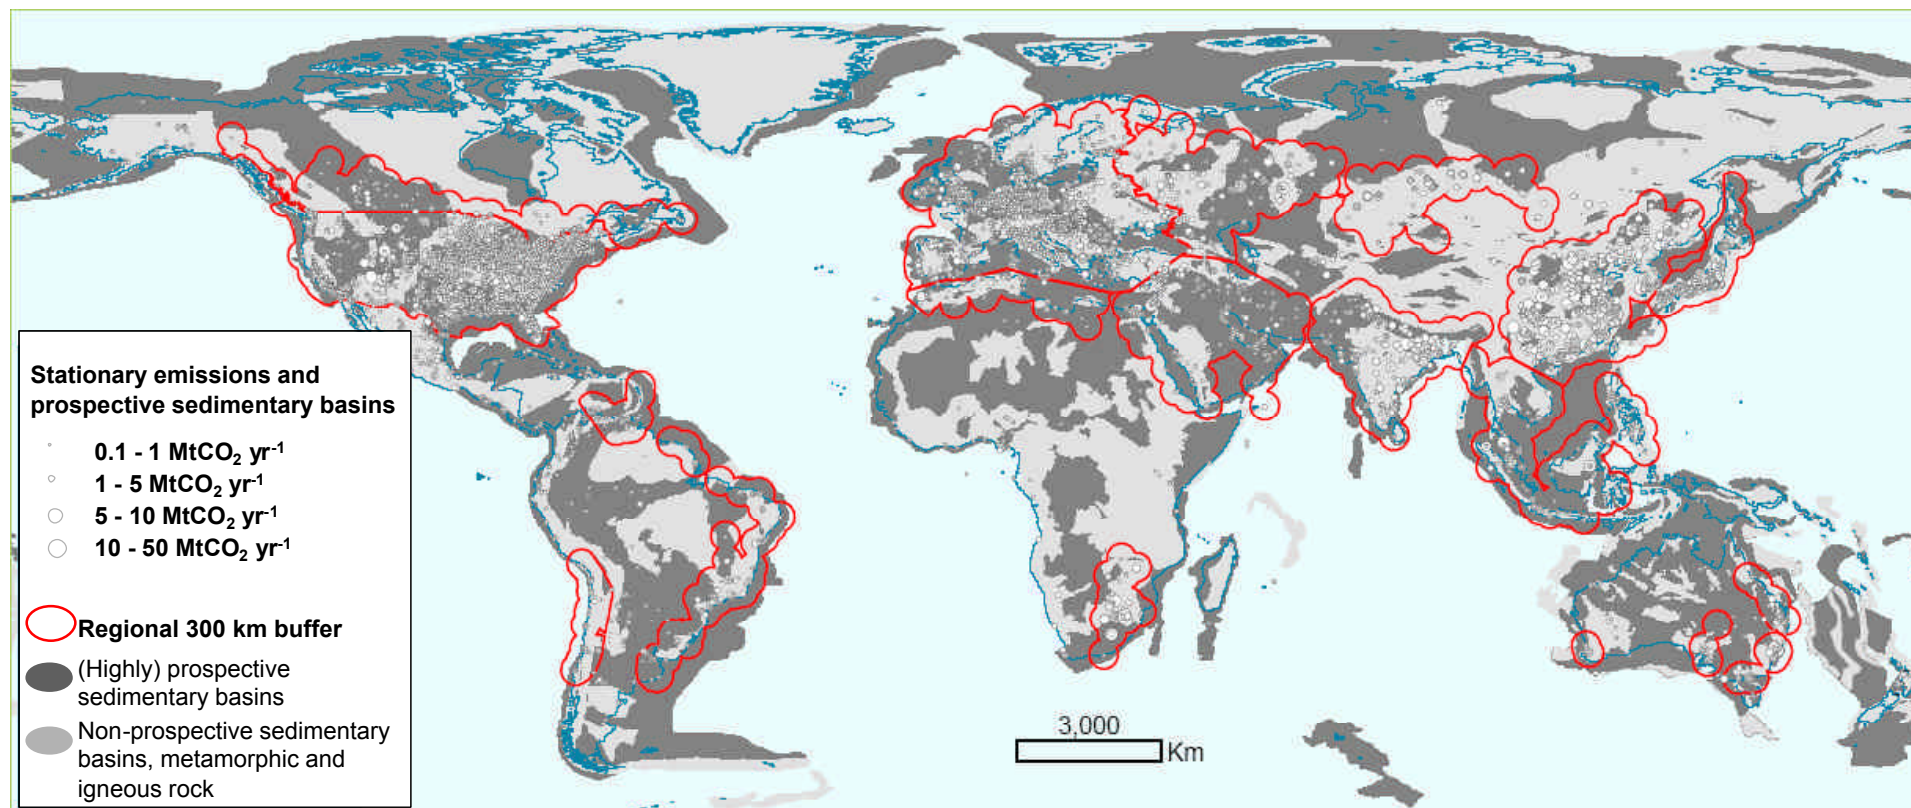 Stationary emissions and
prospective sedimentary basins
0.1 - 1 MtCO₂ yr⁻¹
1 - 5 MtCO₂ yr⁻¹
5 - 10 MtCO₂ yr⁻¹
10 - 50 MtCO₂ yr⁻¹
Regional 300 km buffer
(Highly) prospective
sedimentary basins
Non-prospective sedimentary
basins, metamorphic and
igneous rock
3,000
Km